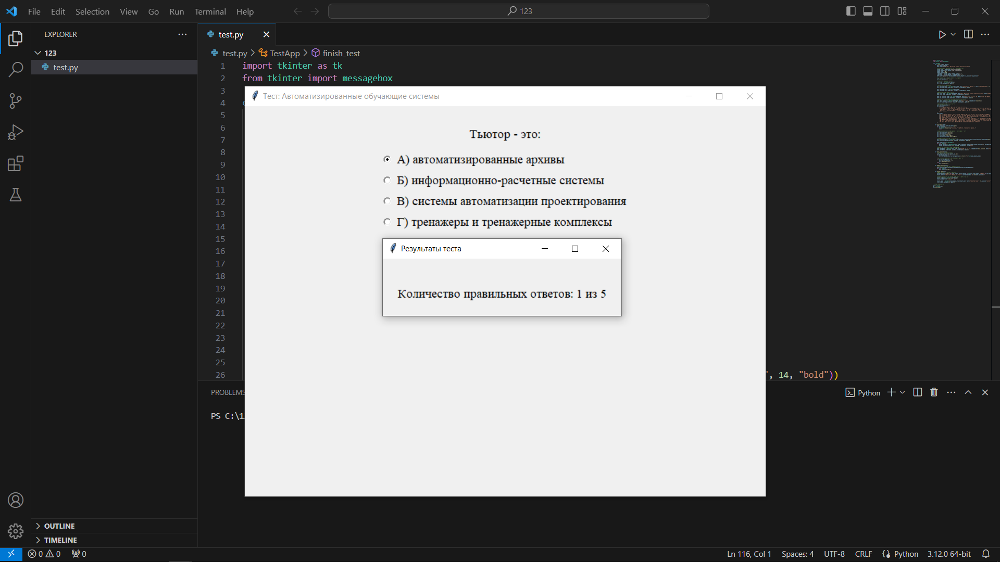 File Edit Selection View Go Run Terminal Help
123
EXPLORER
123
test.py
test.py
test.py TestApp finish_test
1 import tkinter as tk
2 from tkinter import messagebox
3
4
5
6
7
8
9
10
11
12
13
14
15
16
17
18
19
20
21
22
23
24
25
26 ", 14, "bold"))
Тест: Автоматизированные обучающие системы
Тьютор - это:
А) автоматизированные архивы
Б) информационно-расчетные системы
В) системы автоматизации проектирования
Г) тренажеры и тренажерные комплексы
Результаты теста
Количество правильных ответов: 1 из 5
PROBLEMS
Python
PS C:\1
OUTLINE
TIMELINE
0 0 0
Ln 116, Col 1 Spaces: 4 UTF-8 CRLF Python 3.12.0 64-bit